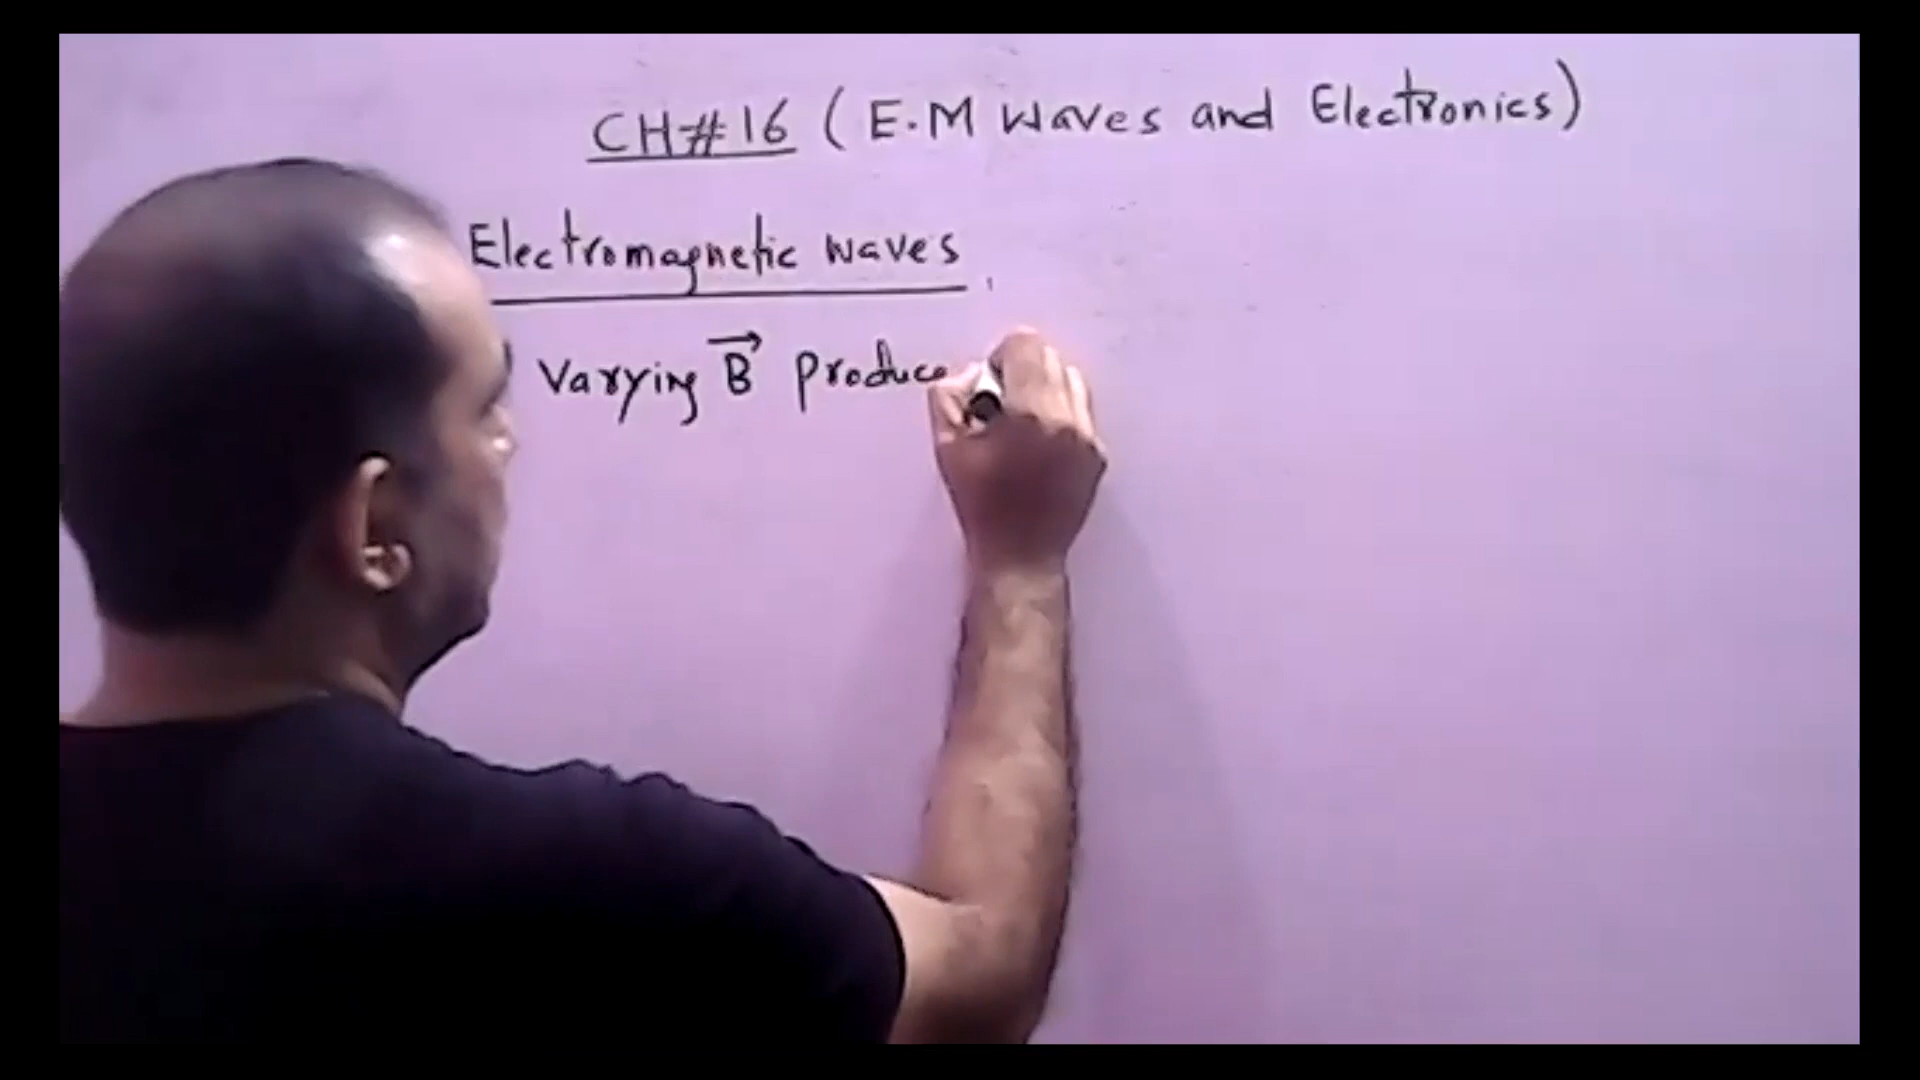 CH#16 (E.M Waves and Electronics)
Electromagnetic waves
Varying B⃗ produce